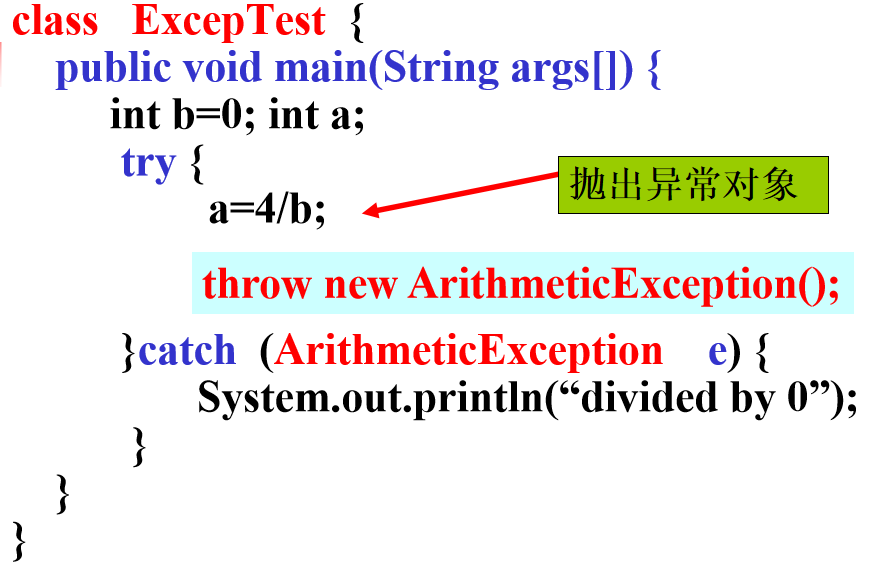 class ExcepTest {
public void main(String args[]) {
int b=0; int a;
try {
a=4/b;
抛出异常对象
throw new ArithmeticException();
}catch (ArithmeticException e) {
System.out.println(“divided by 0”);
}
}
}